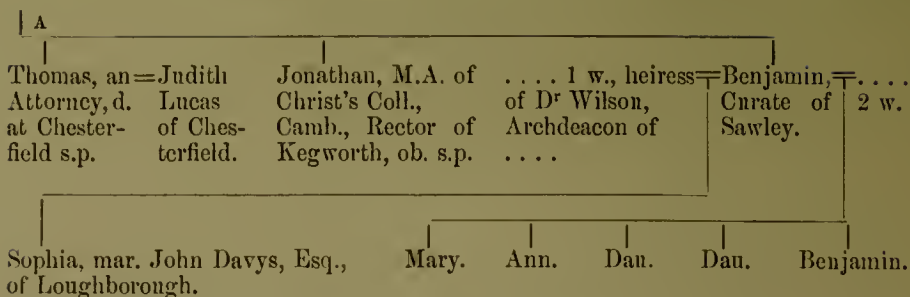 A
Thomas, an=Judith
Attorney, d. Lucas
at Chester- of Ches-
field s.p. terfield.
Jonathan, M.A. of
Christ's Coll.,
Camb., Rector of
Kegworth, ob. s.p.
. . . . 1 w., heiress
of Dr Wilson,
Archdeacon of
. . . .
Benjamin,
Curate of
Sawley.
. . . .
2 w.
Sophia, mar. John Davys, Esq.,
of Loughborough.
Mary. Ann. Dau. Dau. Benjamin.